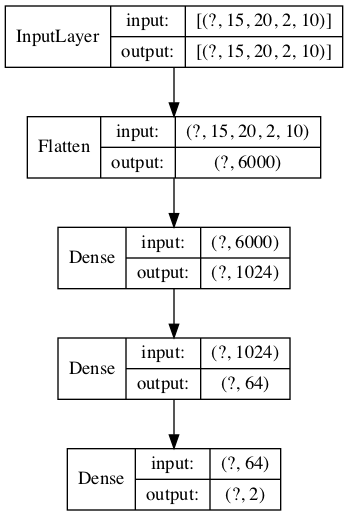 InputLayer
input: [(?, 15, 20, 2, 10)]
output: [(?, 15, 20, 2, 10)]
Flatten
input: (?, 15, 20, 2, 10)
output: (?, 6000)
Dense
input: (?, 6000)
output: (?, 1024)
Dense
input: (?, 1024)
output: (?, 64)
Dense
input: (?, 64)
output: (?, 2)